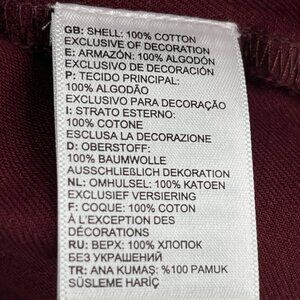 GB: SHELL: 100% COTTON
EXCLUSIVE OF DECORATION
E: ARMAZÓN: 100% ALGODÓN
EXCLUSIVO DE DECORACIÓN
P: TECIDO PRINCIPAL:
100% ALGODÃO
EXCLUSIVO PARA DECORAÇÃO
I: STRATO ESTERNO:
100% COTONE
ESCLUSA LA DECORAZIONE
D: OBERSTOFF:
100% BAUMWOLLE
AUSSCHLIEßLICH DEKORATION
NL: OMHULSEL: 100% KATOEN
EXCLUSIEF VERSIERING
F: COQUE: 100% COTON
À L'EXCEPTION DES
DÉCORATIONS
RU: ВЕРХ: 100% ХЛОПОК
БЕЗ УКРАШЕНИЙ
TR: ANA KUMAŞ: %100 PAMUK
SÜSLEME HARİÇ